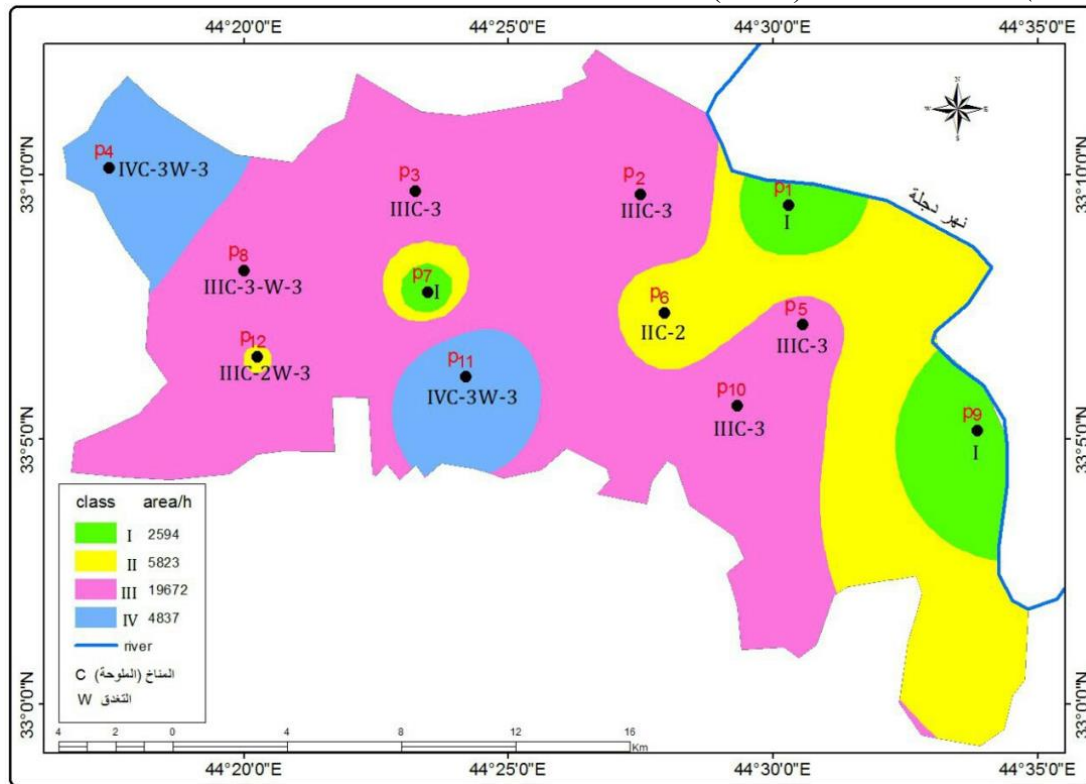 44°20'0"E 44°25'0"E 44°30'0"E 44°35'0"E
33°10'0"N 33°10'0"N
33°5'0"N 33°5'0"N
33°0'0"N 33°0'0"N
p4
IVC-3W-3
p3
IIIC-3
p2
IIIC-3
p1
I
نهر دجلة
p8
IIIC-3-W-3
p7
I
p6
IIC-2
p5
IIIC-3
p12
IIIC-2W-3
p11
IVC-3W-3
p10
IIIC-3
p9
I
class area/h
I 2594
II 5823
III 19672
IV 4837
river
C المناخ (الملوحة)
W التغدق
4 2 0 4 8 12 16
Km
44°20'0"E 44°25'0"E 44°30'0"E 44°35'0"E